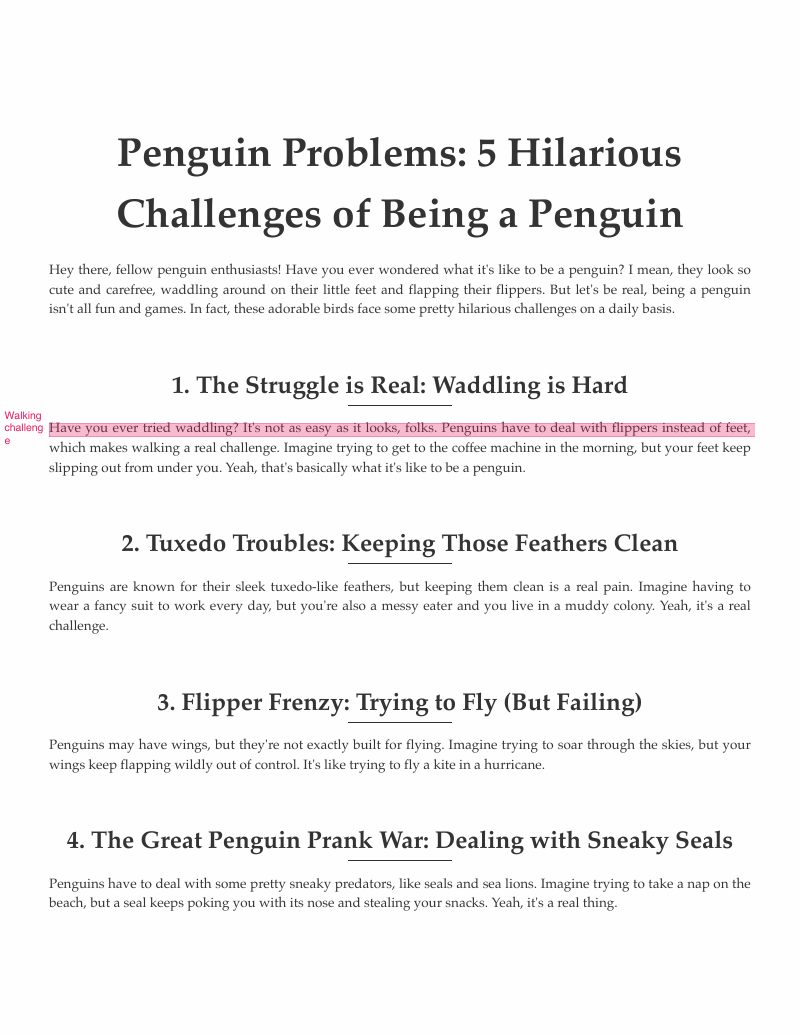 Penguin Problems: 5 Hilarious
Challenges of Being a Penguin
Hey there, fellow penguin enthusiasts! Have you ever wondered what it's like to be a penguin? I mean, they look so
cute and carefree, waddling around on their little feet and flapping their flippers. But let's be real, being a penguin
isn't all fun and games. In fact, these adorable birds face some pretty hilarious challenges on a daily basis.
1. The Struggle is Real: Waddling is Hard
Walking
challeng
e
Have you ever tried waddling? It's not as easy as it looks, folks. Penguins have to deal with flippers instead of feet,
which makes walking a real challenge. Imagine trying to get to the coffee machine in the morning, but your feet keep
slipping out from under you. Yeah, that's basically what it's like to be a penguin.
2. Tuxedo Troubles: Keeping Those Feathers Clean
Penguins are known for their sleek tuxedo-like feathers, but keeping them clean is a real pain. Imagine having to
wear a fancy suit to work every day, but you're also a messy eater and you live in a muddy colony. Yeah, it's a real
challenge.
3. Flipper Frenzy: Trying to Fly (But Failing)
Penguins may have wings, but they're not exactly built for flying. Imagine trying to soar through the skies, but your
wings keep flapping wildly out of control. It's like trying to fly a kite in a hurricane.
4. The Great Penguin Prank War: Dealing with Sneaky Seals
Penguins have to deal with some pretty sneaky predators, like seals and sea lions. Imagine trying to take a nap on the
beach, but a seal keeps poking you with its nose and stealing your snacks. Yeah, it's a real thing.